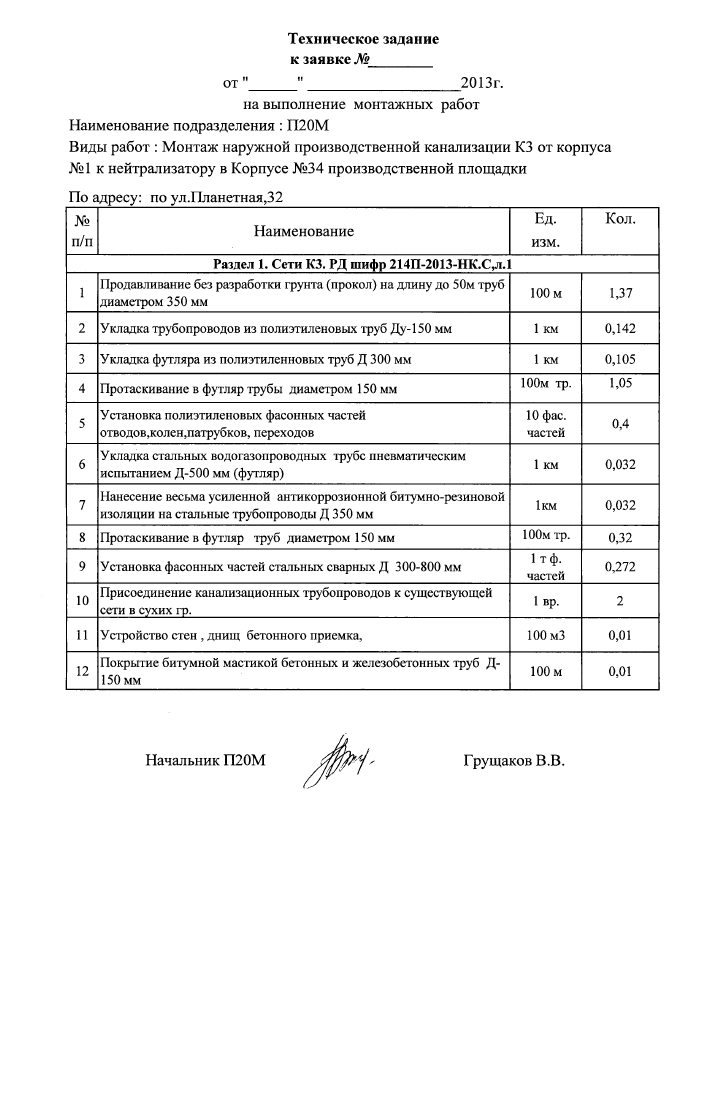 Техническое задание
к заявке №________
от "______" ____________________2013г.
на выполнение монтажных работ
Наименование подразделения : П20М
Виды работ : Монтаж наружной производственной канализации К3 от корпуса
№1 к нейтрализатору в Корпусе №34 производственной площадки
По адресу: по ул.Планетная,32
№ п/п Наименование Ед. изм. Кол.
Раздел 1. Сети К3. РД шифр 214П-2013-НК.С,л.1
1 Продавливание без разработки грунта (прокол) на длину до 50м труб
диаметром 350 мм 100 м 1,37
2 Укладка трубопроводов из полиэтиленовых труб Ду-150 мм 1 км 0,142
3 Укладка футляра из полиэтиленновых труб Д 300 мм 1 км 0,105
4 Протаскивание в футляр трубы диаметром 150 мм 100м тр. 1,05
5 Установка полиэтиленовых фасонных частей
отводов,колен,патрубков, переходов 10 фас. частей 0,4
6 Укладка стальных водогазопроводных трубс пневматическим
испытанием Д-500 мм (футляр) 1 км 0,032
7 Нанесение весьма усиленной антикоррозионной битумно-резиновой
изоляции на стальные трубопроводы Д 350 мм 1км 0,032
8 Протаскивание в футляр труб диаметром 150 мм 100м тр. 0,32
9 Установка фасонных частей стальных сварных Д 300-800 мм 1 т ф. частей 0,272
10 Присоединение канализационных трубопроводов к существующей
сети в сухих гр. 1 вр. 2
11 Устройство стен , днищ бетонного приемка, 100 м3 0,01
12 Покрытие битумной мастикой бетонных и железобетонных труб Д-
150 мм 100 м 0,01
Начальник П20М Грущаков В.В.